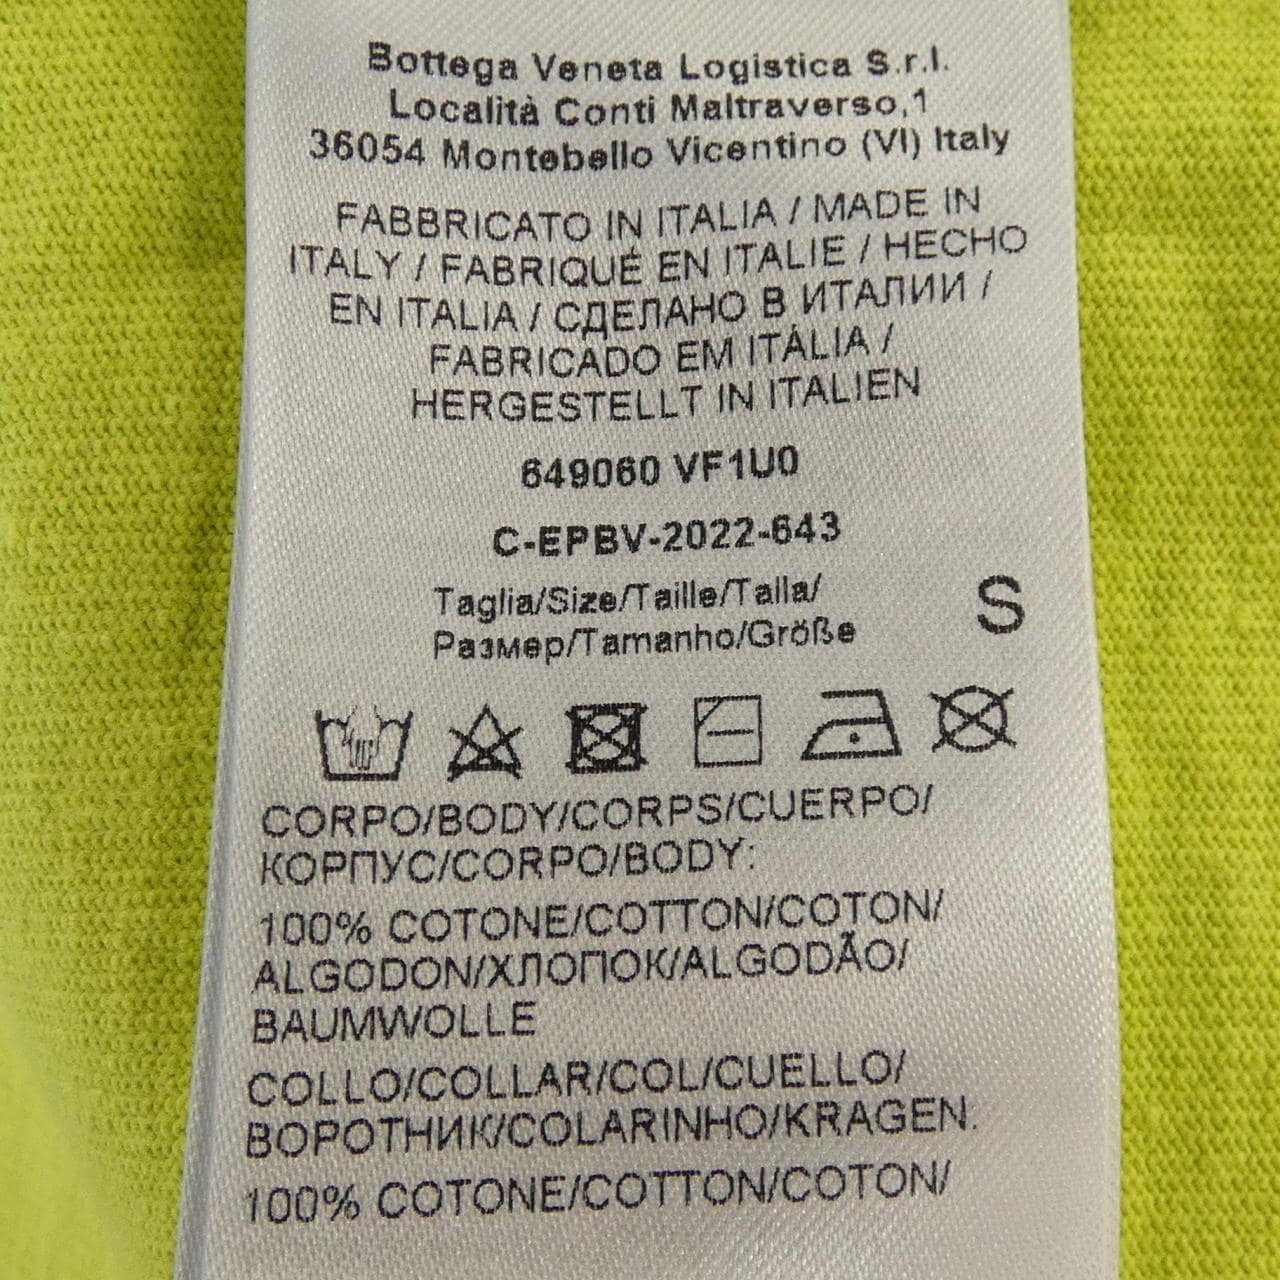 Bottega Veneta Logistica S.r.l.
Località Conti Maltraverso,1
36054 Montebello Vicentino (VI) Italy
FABBRICATO IN ITALIA / MADE IN
ITALY / FABRIQUÉ EN ITALIE / HECHO
EN ITALIA / СДЕЛАНО В ИТАЛИИ /
FABRICADO EM ITÁLIA /
HERGESTELLT IN ITALIEN
649060 VF1U0
C-EPBV-2022-643
Taglia/Size/Taille/Talla/
Размер/Tamanho/Größe
S
CORPO/BODY/CORPS/CUERPO/
КОРПУС/CORPO/BODY:
100% COTONE/COTTON/COTON/
ALGODON/ХЛОПОК/ALGODÃO/
BAUMWOLLE
COLLO/COLLAR/COL/CUELLO/
ВОРОТНИК/COLARINHO/KRAGEN:
100% COTONE/COTTON/COTON/